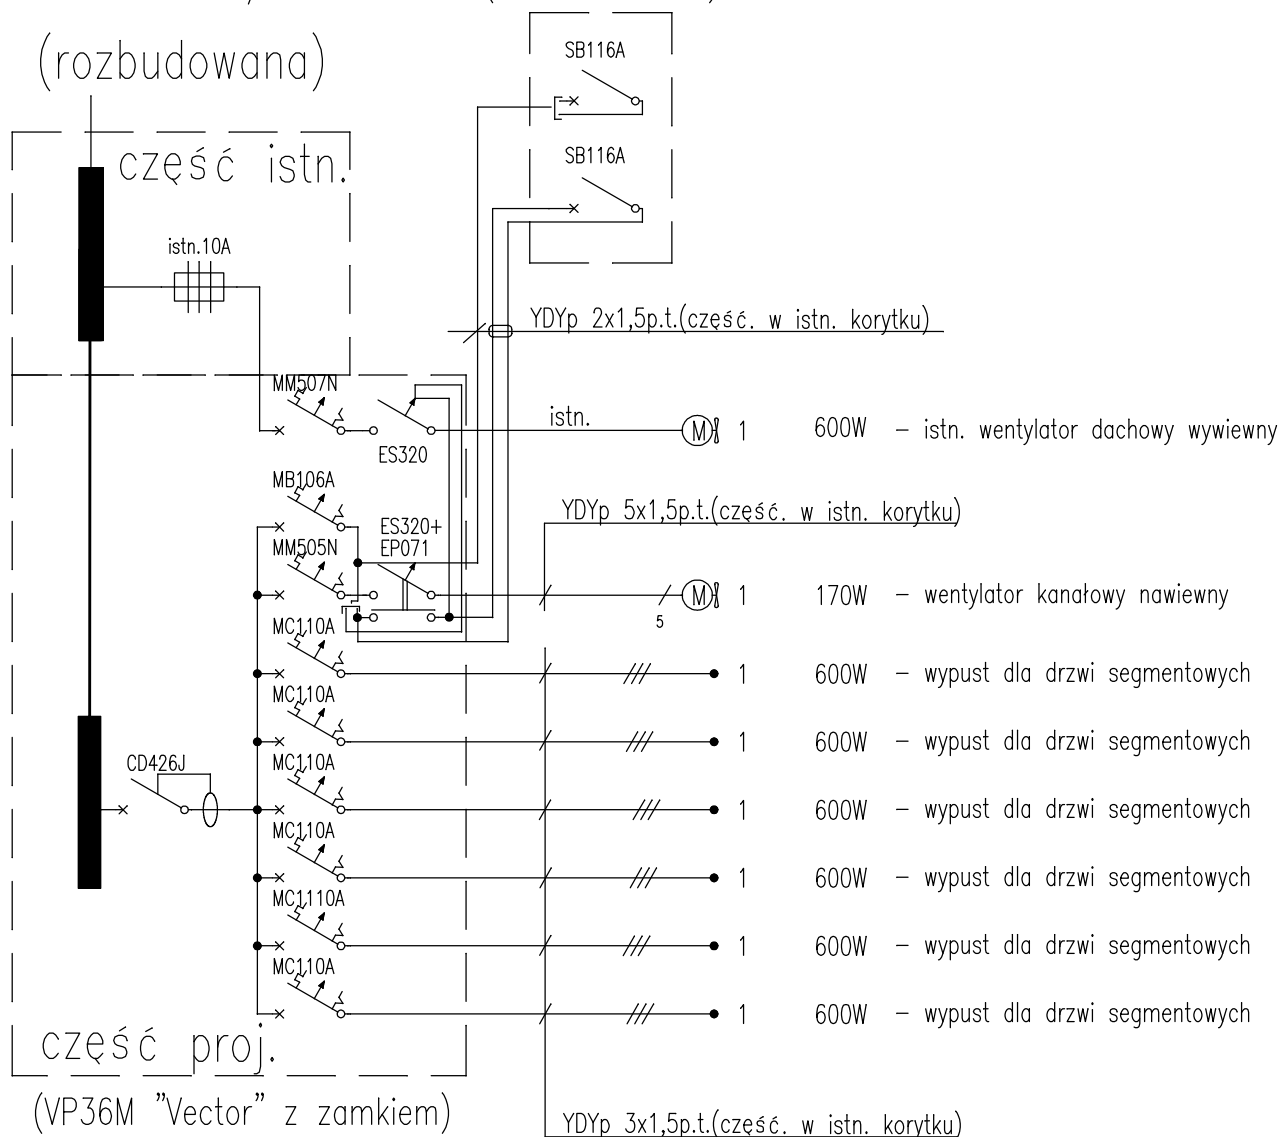 (rozbudowana)
SB116A
część istn.
SB116A
istn.10A
YDYp 2x1,5p.t.(część. w istn. korytku)
MM507N
istn.
M 1 600W – istn. wentylator dachowy wywiewny
ES320
MB106A
YDYp 5x1,5p.t.(część. w istn. korytku)
ES320+
EP071
MM505N
M 1 170W – wentylator kanałowy nawiewny
5
MC110A
1 600W – wypust dla drzwi segmentowych
MC110A
1 600W – wypust dla drzwi segmentowych
CD426J
MC110A
1 600W – wypust dla drzwi segmentowych
MC110A
1 600W – wypust dla drzwi segmentowych
MC1110A
1 600W – wypust dla drzwi segmentowych
MC110A
1 600W – wypust dla drzwi segmentowych
część proj.
(VP36M "Vector" z zamkiem)
YDYp 3x1,5p.t.(część. w istn. korytku)